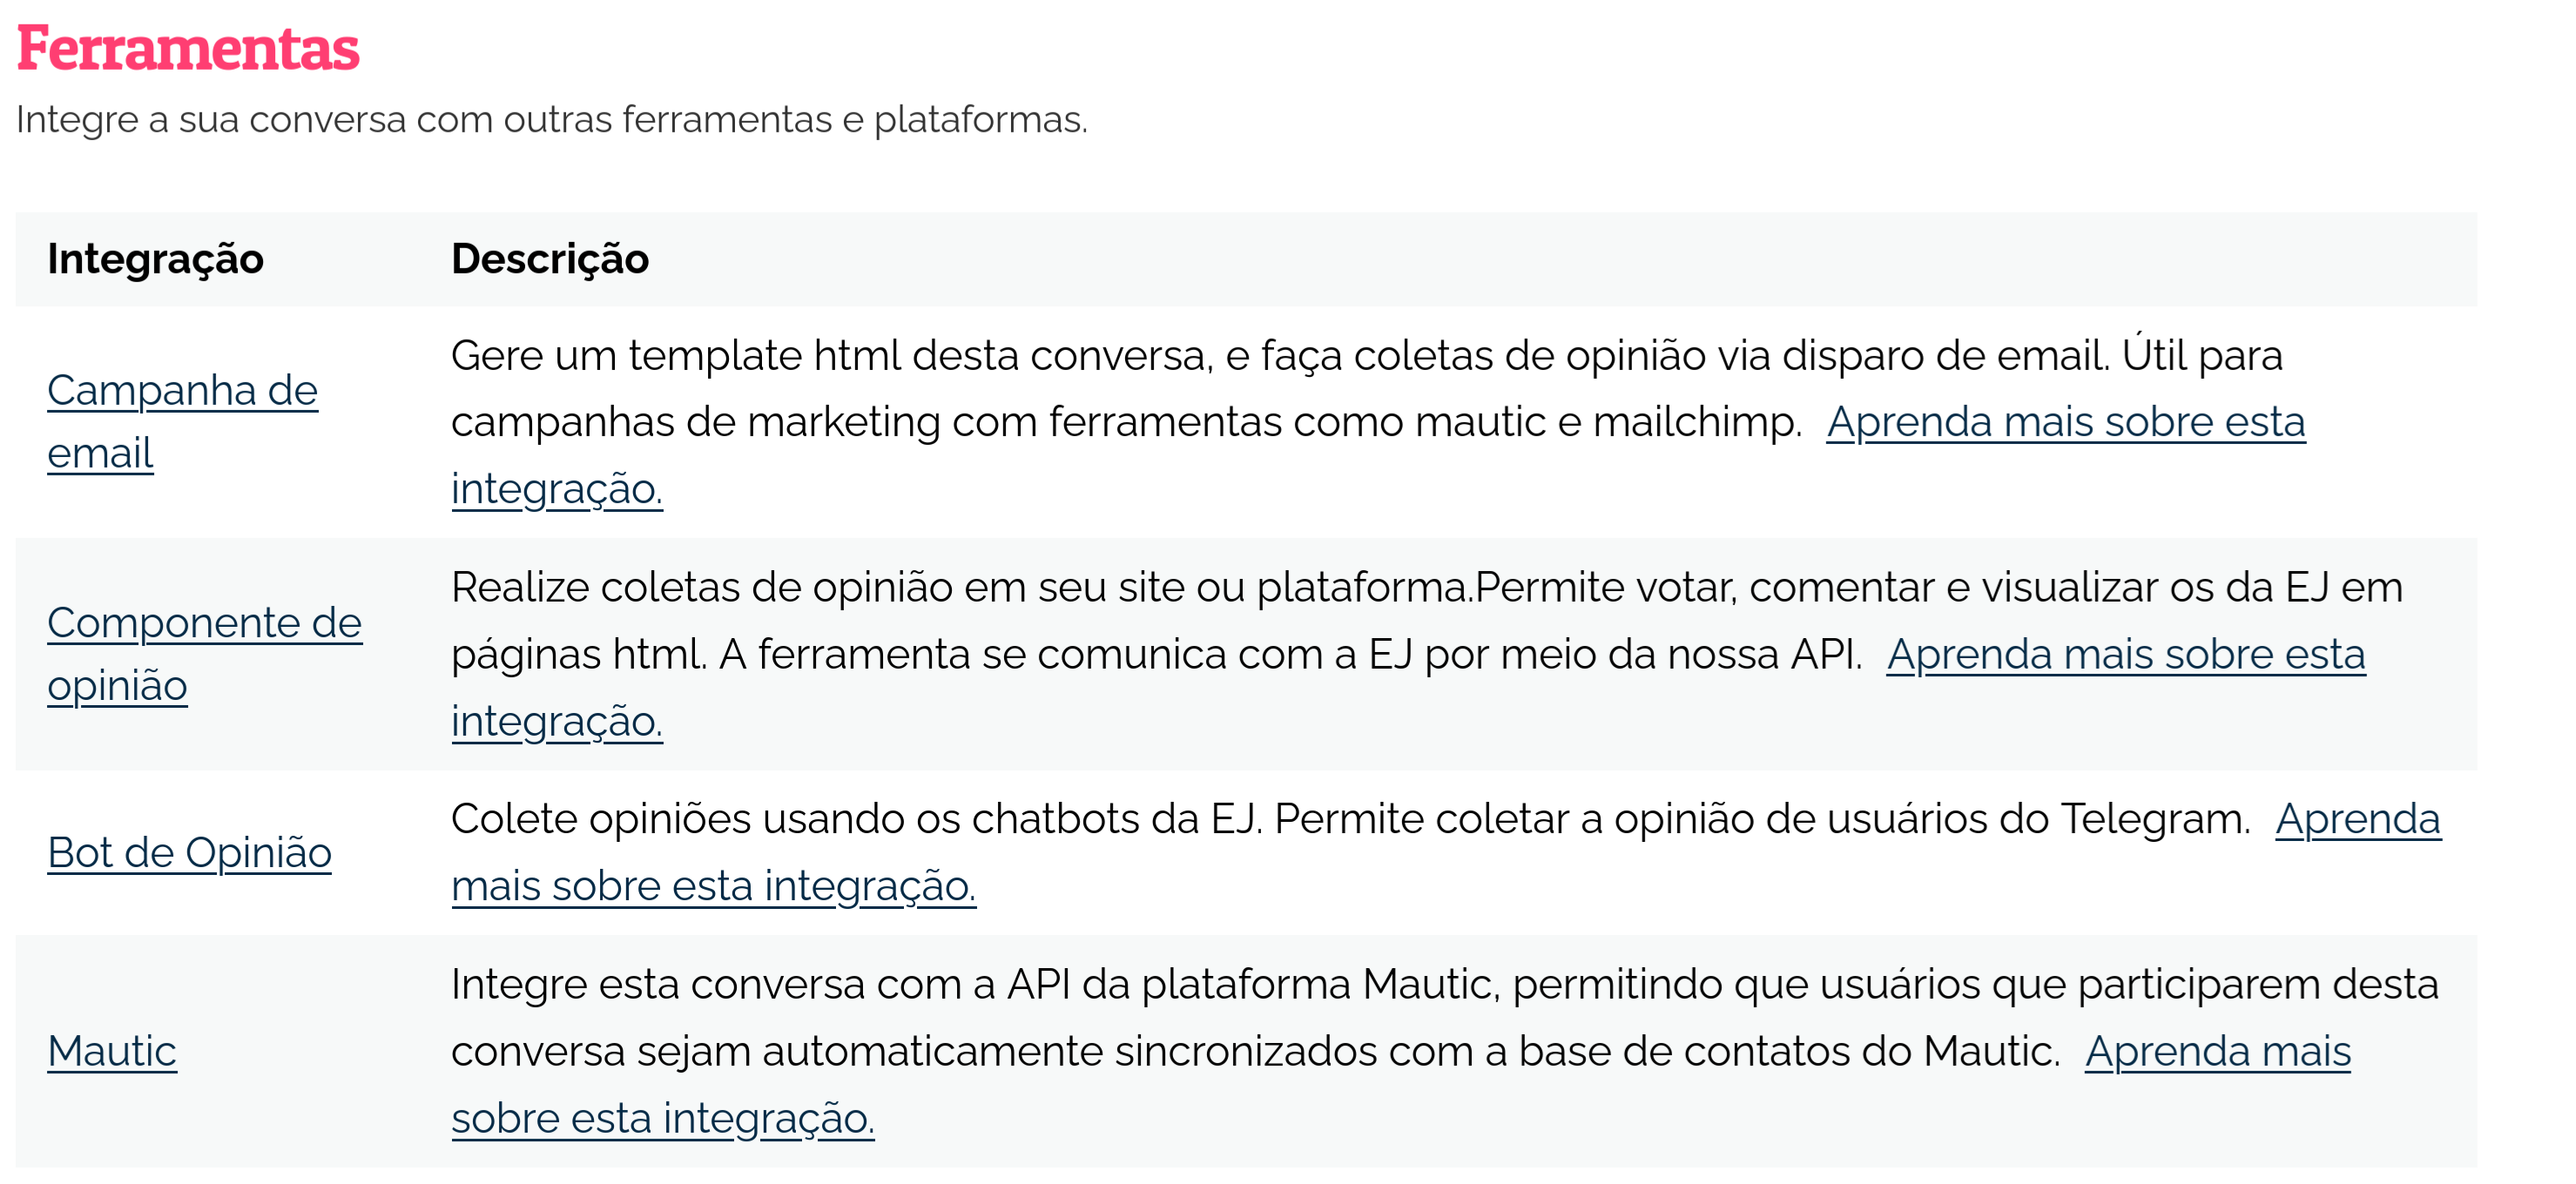 Ferramentas
Integre a sua conversa com outras ferramentas e plataformas.
Integração Descrição
Campanha de
email
Gere um template html desta conversa, e faça coletas de opinião via disparo de email. Útil para
campanhas de marketing com ferramentas como mautic e mailchimp. Aprenda mais sobre esta
integração.
Componente de
opinião
Realize coletas de opinião em seu site ou plataforma.Permite votar, comentar e visualizar os da EJ em
páginas html. A ferramenta se comunica com a EJ por meio da nossa API. Aprenda mais sobre esta
integração.
Bot de Opinião
Colete opiniões usando os chatbots da EJ. Permite coletar a opinião de usuários do Telegram. Aprenda
mais sobre esta integração.
Mautic
Integre esta conversa com a API da plataforma Mautic, permitindo que usuários que participarem desta
conversa sejam automaticamente sincronizados com a base de contatos do Mautic. Aprenda mais
sobre esta integração.